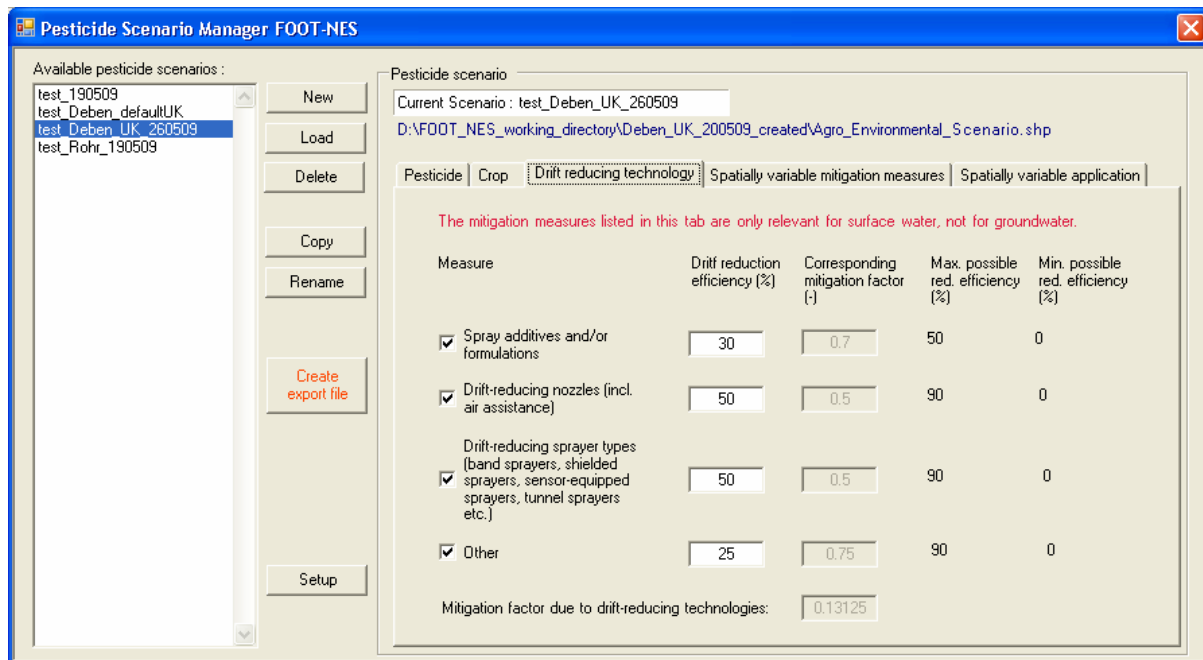 Pesticide Scenario Manager FOOT-NES
Available pesticide scenarios :
test_190509
test_Deben_defaultUK
test_Deben_UK_260509
test_Rohr_190509
New
Load
Delete
Copy
Rename
Create
export file
Setup
Pesticide scenario
Current Scenario : test_Deben_UK_260509
D:\FOOT_NES_working_directory\Deben_UK_200509_created\Agro_Environmental_Scenario.shp
Pesticide Crop Drift reducing technology Spatially variable mitigation measures Spatially variable application
The mitigation measures listed in this tab are only relevant for surface water, not for groundwater.
Measure
Dritf reduction
efficiency (%)
Corresponding
mitigation factor
(-)
Max. possible
red. efficiency
(%)
Min. possible
red. efficiency
(%)
Spray additives and/or
formulations
30 0.7 50 0
Drift-reducing nozzles (incl.
air assistance)
50 0.5 90 0
Drift-reducing sprayer types
(band sprayers, shielded
sprayers, sensor-equipped
sprayers, tunnel sprayers
etc.)
50 0.5 90 0
Other 25 0.75 90 0
Mitigation factor due to drift-reducing technologies: 0.13125